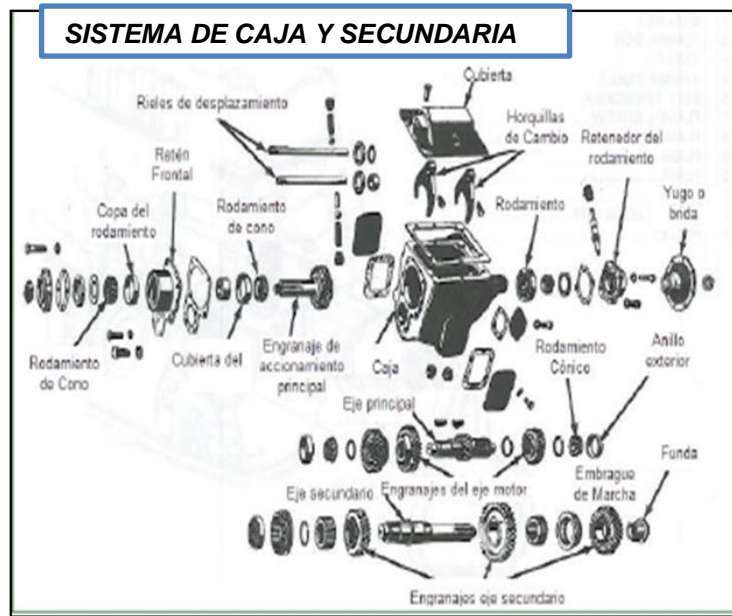 SISTEMA DE CAJA Y SECUNDARIA
Cubierta
Rieles de desplazamiento
Horquillas
de Cambio
Retenedor del
rodamiento
Retén
Frontal
Yugo o
brida
Copa del
rodamiento
Rodamiento
de cono
Rodamiento
Rodamiento
de Cono
Cubierta del
Engranaje de
accionamiento
principal
Caja
Rodamiento
Cónico
Anillo
exterior
Eje principal
Eje secundario
Engranajes del eje motor
Embrague
de Marcha
Funda
Engranajes eje secundario